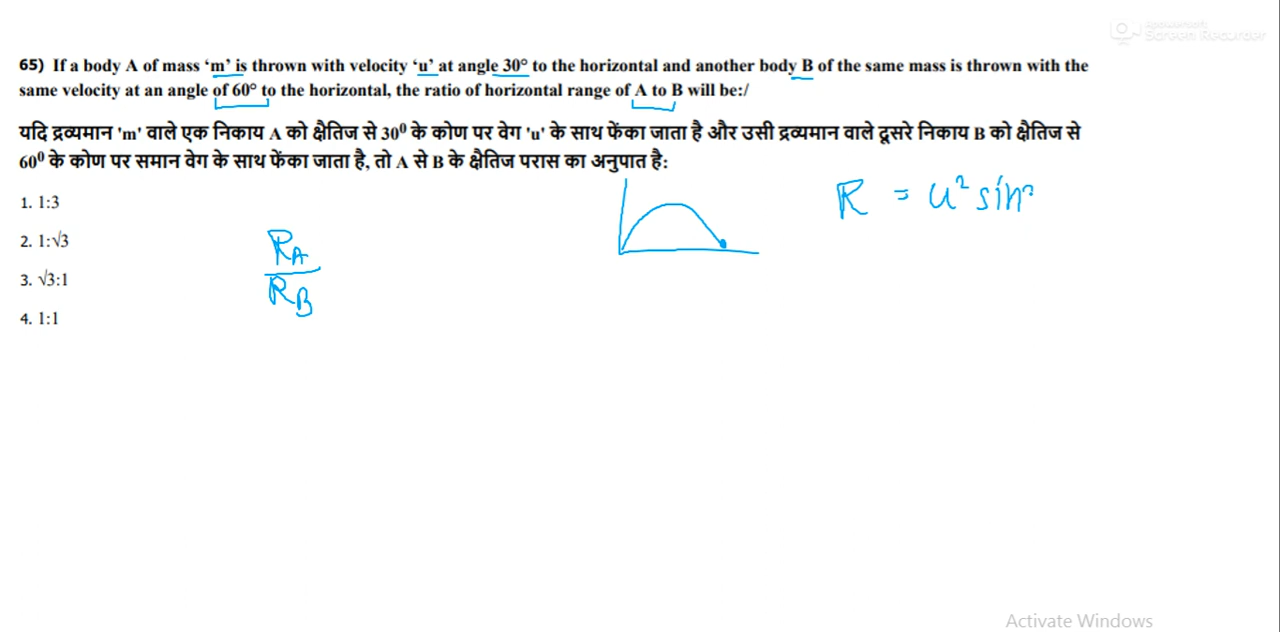 apowersoft
Screen Recorder
65) If a body A of mass ‘m’ is thrown with velocity ‘u’ at angle 30° to the horizontal and another body B of the same mass is thrown with the
same velocity at an angle of 60° to the horizontal, the ratio of horizontal range of A to B will be:/
यदि द्रव्यमान 'm' वाले एक निकाय A को क्षैतिज से 30⁰ के कोण पर वेग 'u' के साथ फेंका जाता है और उसी द्रव्यमान वाले दूसरे निकाय B को क्षैतिज से
60⁰ के कोण पर समान वेग के साथ फेंका जाता है, तो A से B के क्षैतिज परास का अनुपात है:
R = u² sin
1. 1:3
2. 1:√3
3. √3:1
4. 1:1
R_A
R_B
Activate Windows